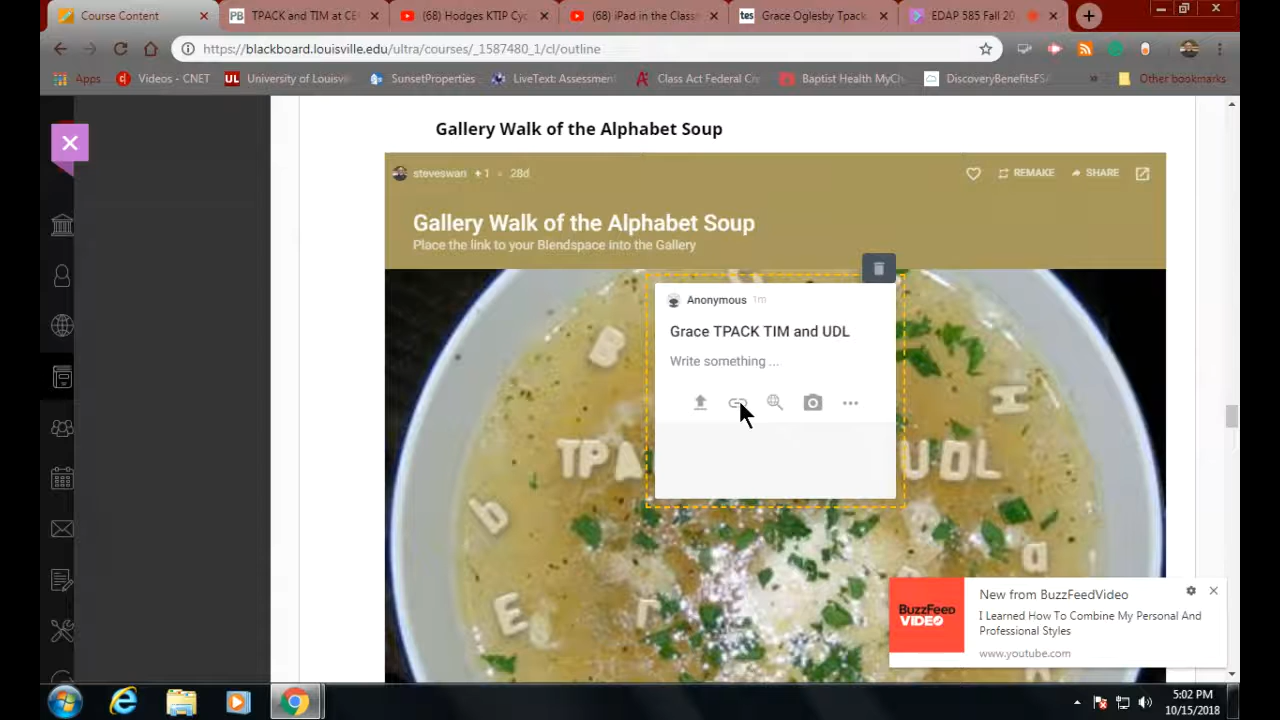 Course Content
TPACK and TIM at CE
(68) Hodges KTIP Cyc
(68) iPad in the Class
tes
Grace Oglesby Tpack
EDAP 585 Fall 20
https://blackboard.louisville.edu/ultra/courses/_1587480_1/cl/outline
Apps
Videos - CNET
UL
University of Louisvi
SunsetProperties
LiveText: Assessment
Class Act Federal Cr
Baptist Health MyCh
DiscoveryBenefitsFS
»
Other bookmarks
Gallery Walk of the Alphabet Soup
steveswan +1 • 28d
REMAKE
SHARE
Gallery Walk of the Alphabet Soup
Place the link to your Blendspace into the Gallery
Anonymous 1m
Grace TPACK TIM and UDL
Write something ...
B
H
TPA
UDL
b
a
E
New from BuzzFeedVideo
BuzzFeed
VIDEO
I Learned How To Combine My Personal And
Professional Styles
www.youtube.com
5:02 PM
10/15/2018